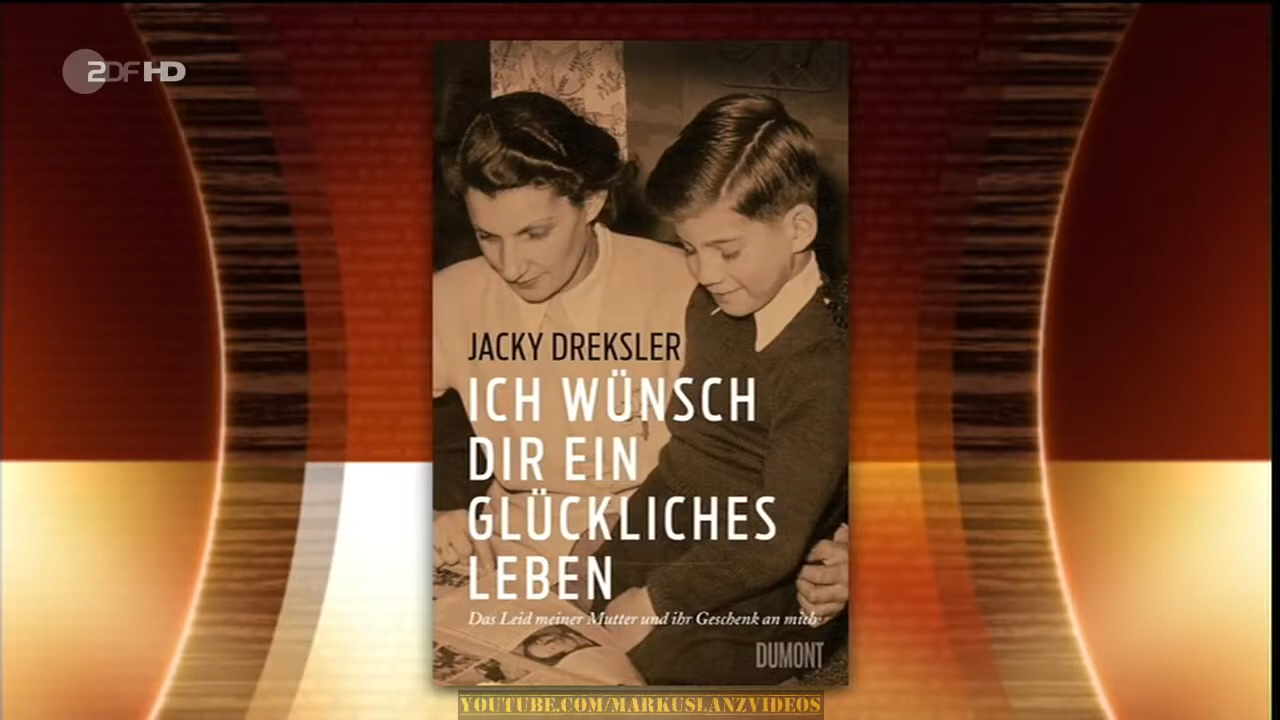 ZDF HD
JACKY DREKSLER
ICH WÜNSCH
DIR EIN
GLÜCKLICHES
LEBEN
Das Leid meiner Mutter und ihr Geschenk an mich
DUMONT
YOUTUBE.COM/MARKUSLANZVIDEOS